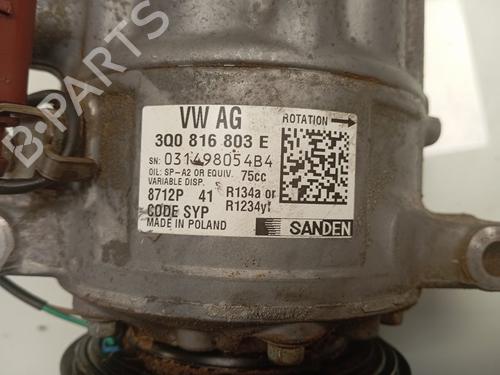 B-PARTS
VW AG
ROTATION
3Q0 816 803 E
SN: 031498054B4
OIL: SP-A2 OR EQUIV. 75cc
VARIABLE DISP.
8712P 41 R134a or
CODE SYP R1234yf
MADE IN POLAND
SANDEN